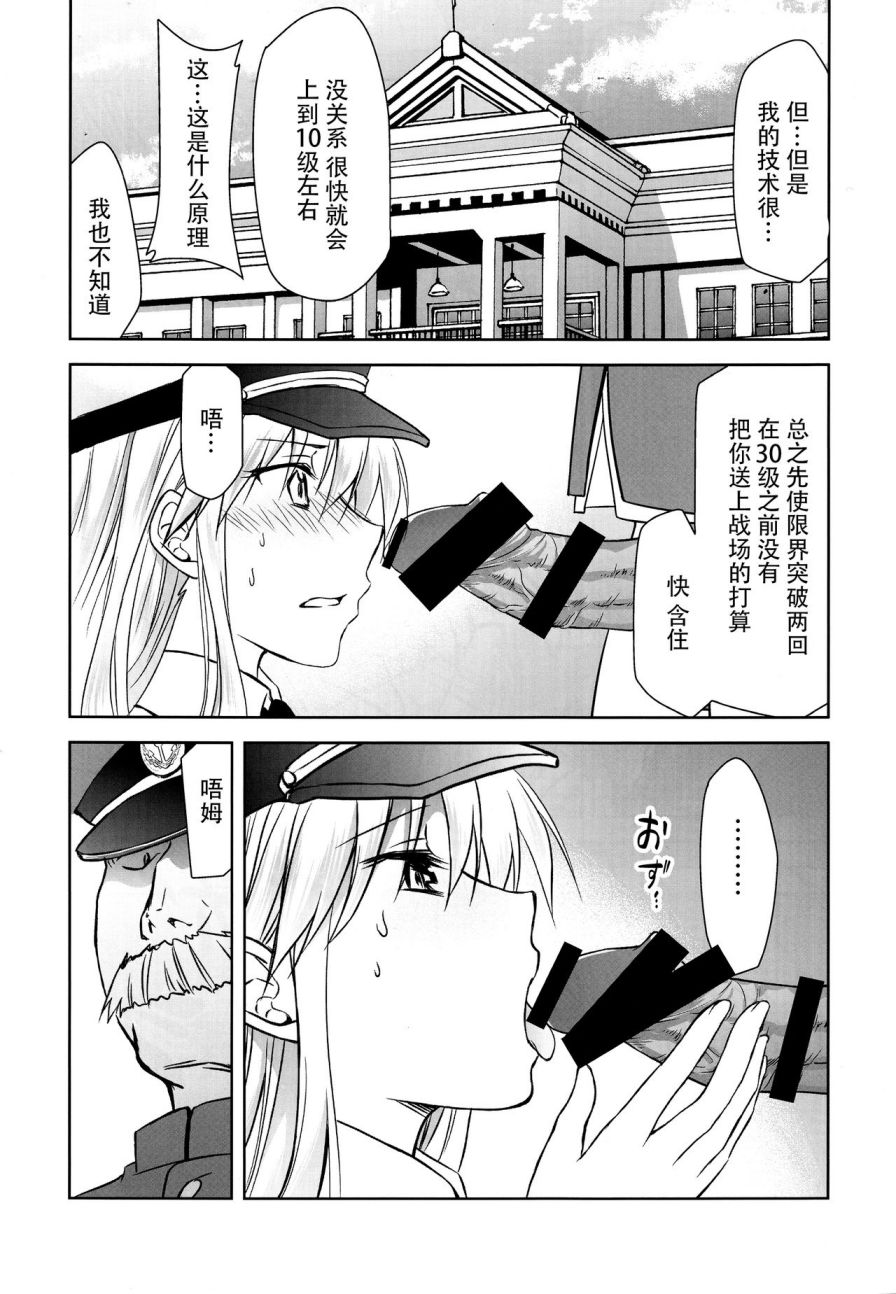 但…但是
我的技术很…
没关系 很快就会
上到10级左右
这…这是什么原理
我也不知道
总之先使限界突破两回
在30级之前没有
把你送上战场的打算
快 含住
唔…
………
おず…
唔姆